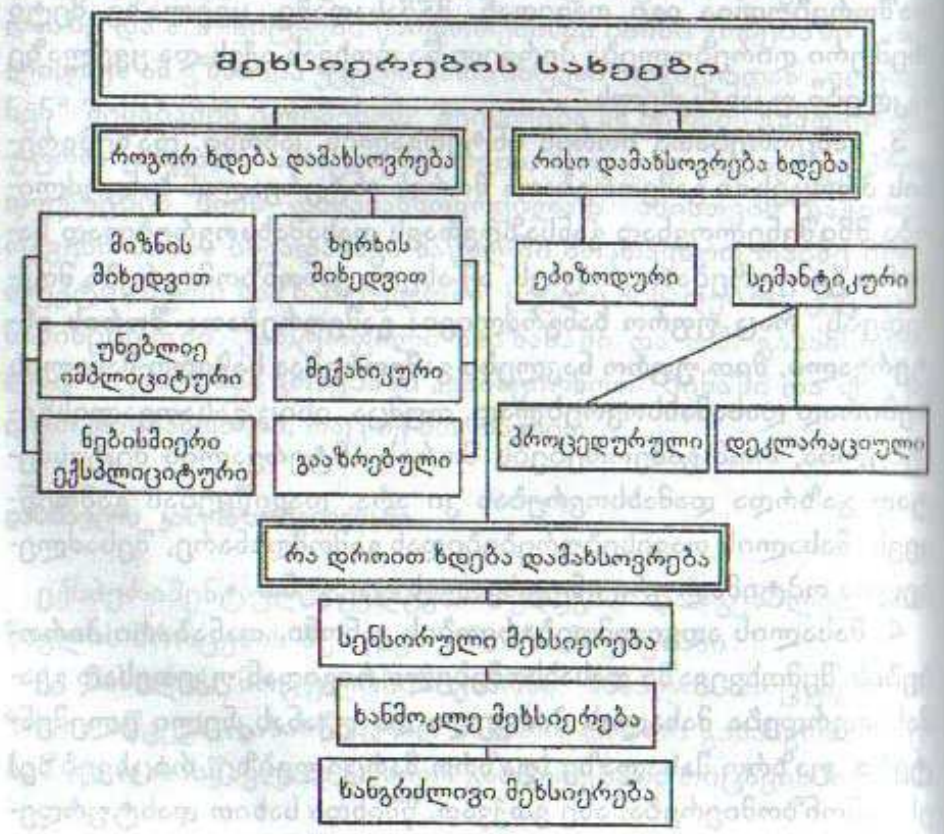 მეხსიერების სახეები
როგორ ხდება დამახსოვრება
რისი დამახსოვრება ხდება
მიზნის
მიხედვით
ხერხის
მიხედვით
ეპიზოდური
სემანტიკური
უნებლიე
იმპლიციტური
მექანიკური
ნებისმიერი
ექსპლიციტური
გააზრებული
პროცედურული
დეკლარაციული
რა დროით ხდება დამახსოვრება
სენსორული მეხსიერება
ხანმოკლე მეხსიერება
ხანგრძლივი მეხსიერება